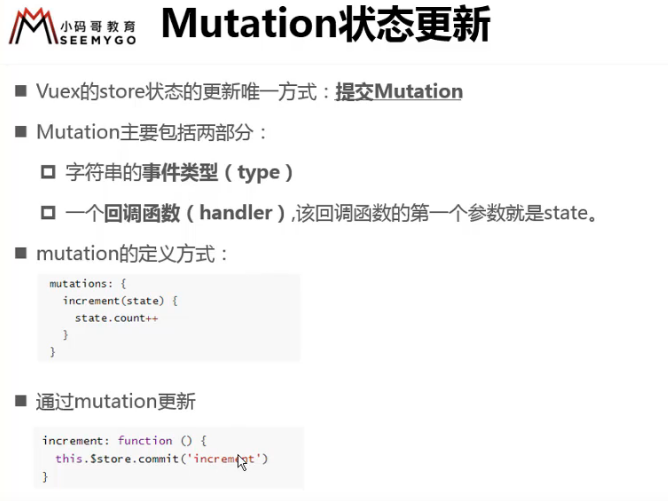 小码哥教育
SEEMYGO
Mutation状态更新
Vuex的store状态的更新唯一方式：提交Mutation
Mutation主要包括两部分：
字符串的事件类型（type）
一个回调函数（handler）,该回调函数的第一个参数就是state。
mutation的定义方式：
mutations: {
increment(state) {
state.count++
}
}
通过mutation更新
increment: function () {
this.$store.commit('increment')
}